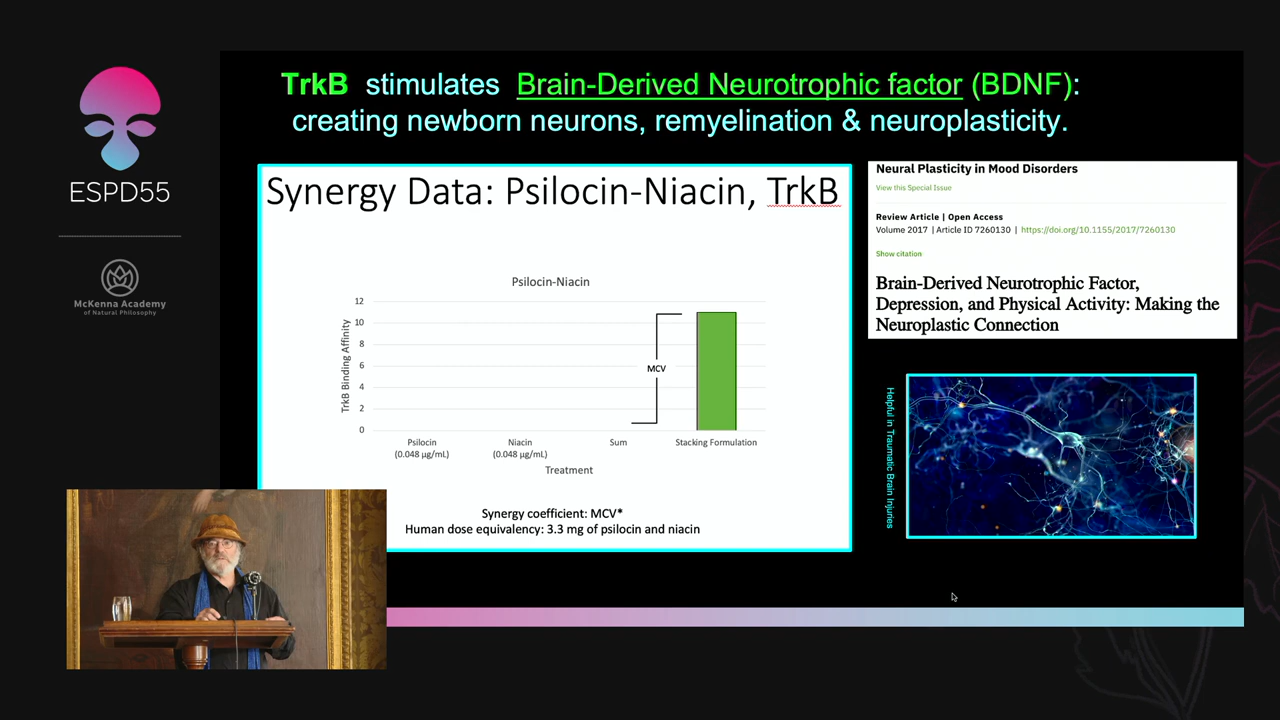 TrkB stimulates Brain-Derived Neurotrophic factor (BDNF):
creating newborn neurons, remyelination & neuroplasticity.
ESPD55
McKenna Academy
of Natural Philosophy
Synergy Data: Psilocin-Niacin, TrkB
Psilocin-Niacin
TrkB Binding Affinity
12
10
8
6
4
2
0
MCV
Psilocin
(0.048 µg/mL)
Niacin
(0.048 µg/mL)
Sum
Stacking Formulation
Treatment
Synergy coefficient: MCV*
Human dose equivalency: 3.3 mg of psilocin and niacin
Neural Plasticity in Mood Disorders
View this Special Issue
Review Article | Open Access
Volume 2017 | Article ID 7260130 | https://doi.org/10.1155/2017/7260130
Show citation
Brain-Derived Neurotrophic Factor,
Depression, and Physical Activity: Making the
Neuroplastic Connection
Helpful in Traumatic Brain Injuries